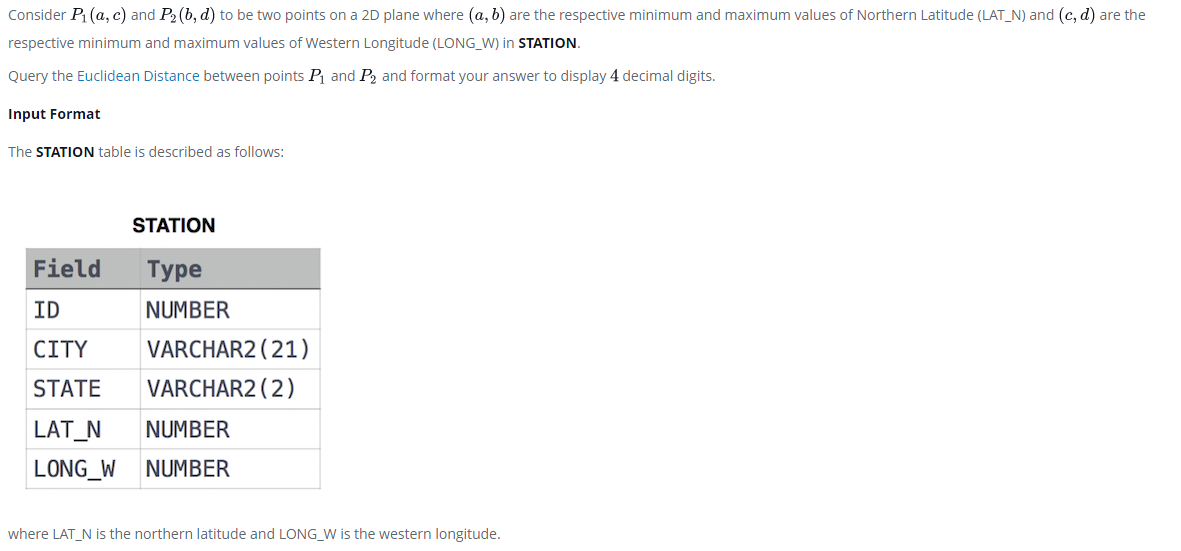 Consider P₁(a, c) and P₂(b, d) to be two points on a 2D plane where (a, b) are the respective minimum and maximum values of Northern Latitude (LAT_N) and (c, d) are the
respective minimum and maximum values of Western Longitude (LONG_W) in STATION.
Query the Euclidean Distance between points P₁ and P₂ and format your answer to display 4 decimal digits.
Input Format
The STATION table is described as follows:
STATION
Field Type
ID NUMBER
CITY VARCHAR2(21)
STATE VARCHAR2(2)
LAT_N NUMBER
LONG_W NUMBER
where LAT_N is the northern latitude and LONG_W is the western longitude.